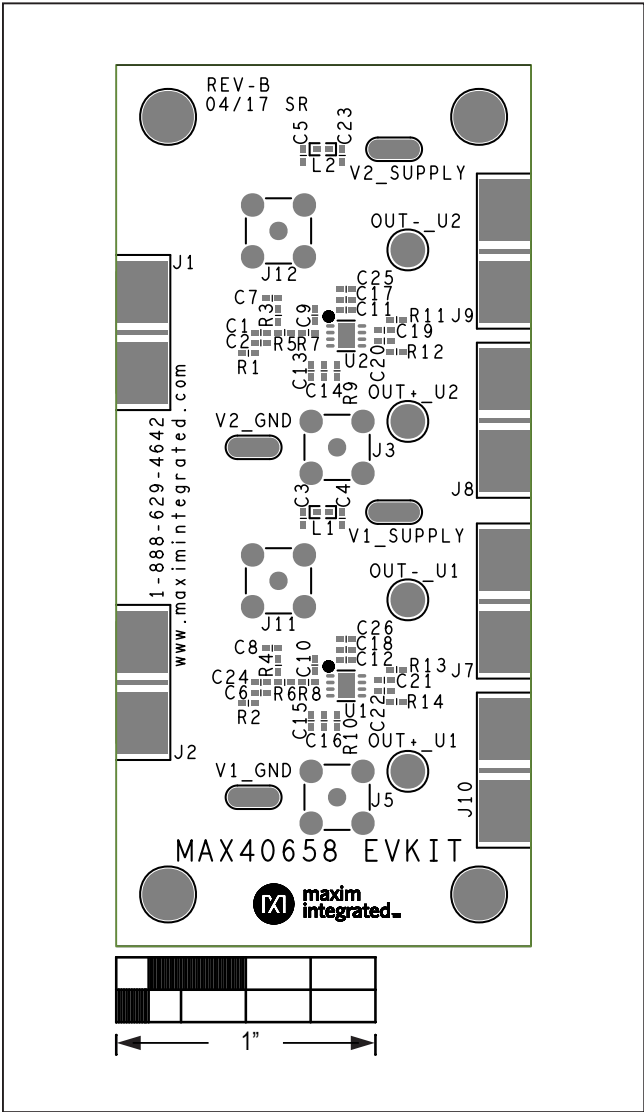 REV-B
04/17 SR
C5
C23
L2
V2_SUPPLY
OUT-_U2
J1
J12
J9
C25
C17
C11
C7
R3
C9
C1
C2
R5
R7
R1
U2
R11
C19
C20
R12
C13
C14
R9
OUT+_U2
V2_GND
J3
J8
1-888-629-4642
www.maximintegrated.com
C3
C4
L1
V1_SUPPLY
OUT-_U1
J11
J7
C26
C18
C12
C8
R4
C10
C24
C6
R6
R8
R2
U1
R13
C21
C22
R14
C15
C16
R10
OUT+_U1
J2
V1_GND
J5
J10
MAX40658 EVKIT
maxim
integrated™
1”